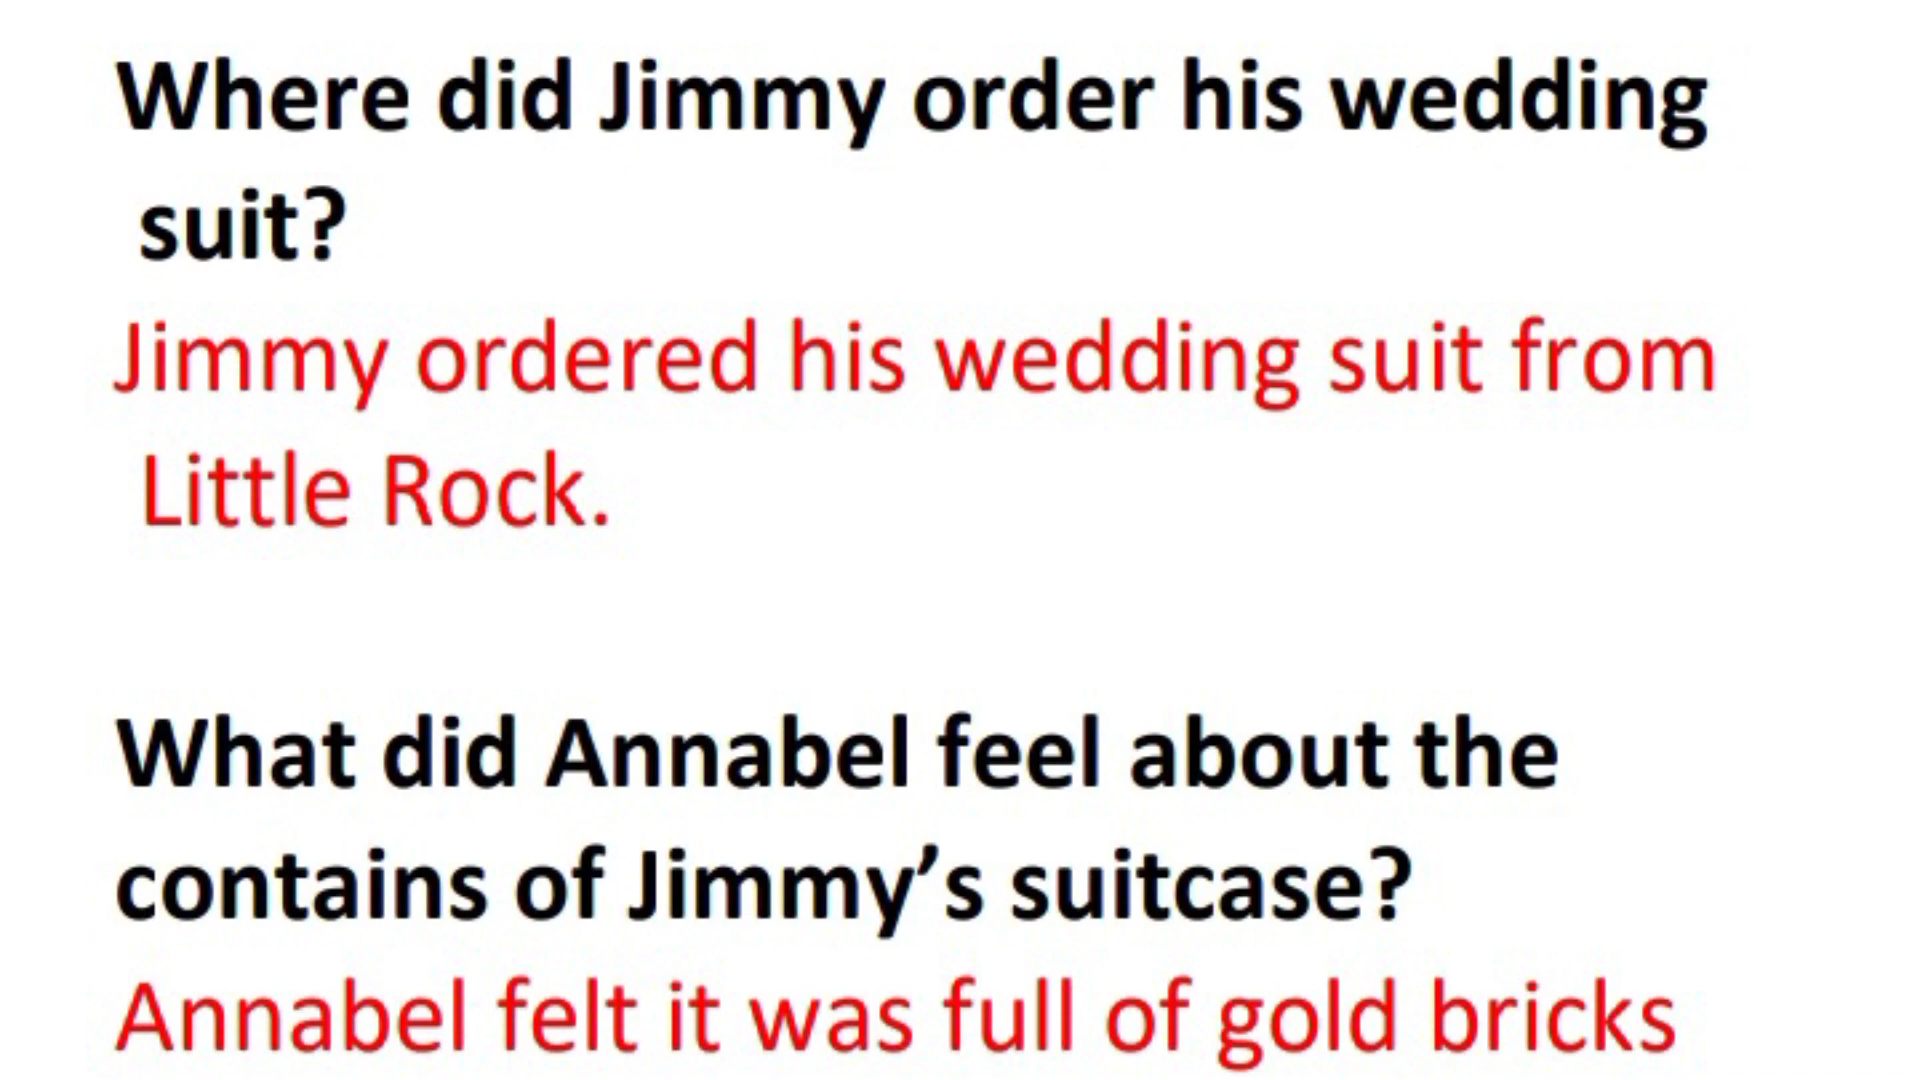 Where did Jimmy order his wedding
suit?
Jimmy ordered his wedding suit from
Little Rock.
What did Annabel feel about the
contains of Jimmy’s suitcase?
Annabel felt it was full of gold bricks